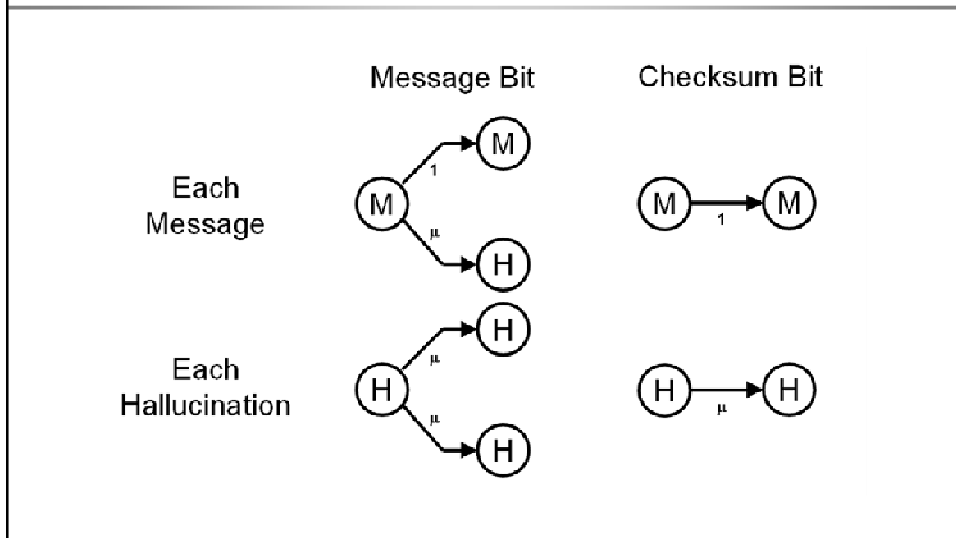 Message Bit
Checksum Bit
Each
Message
M
1
M
μ
H
M
1
M
Each
Hallucination
H
μ
H
μ
H
H
μ
H